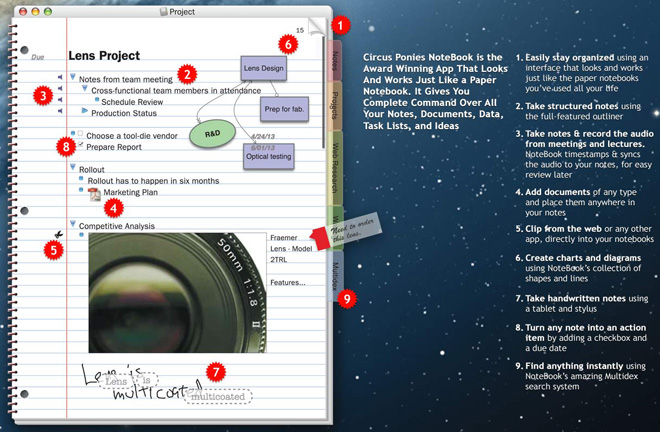 Project
15
1
Due
Lens Project
6
Lens Design
Notes from team meeting
2
Cross-functional team members in attendance
3
Schedule Review
Prep for fab.
Production Status
R&D
Choose a tool-die vendor
4/24/13
8
Prepare Report
6/01/13
Optical testing
Rollout
Rollout has to happen in six months
Marketing Plan
4
Competitive Analysis
5
Fraemer
Lens - Model
2TRL
Features...
50mm 1:1.8 II
Need to order
this lens.
Notes
Projects
Web Research
Multidex
9
7
Lens is
multicoated
Lens is
multicoated
Circus Ponies NoteBook is the
Award Winning App That Looks
And Works Just Like a Paper
Notebook. It Gives You
Complete Command Over All
Your Notes, Documents, Data,
Task Lists, and Ideas
1. Easily stay organized using an
interface that looks and works
just like the paper notebooks
you've used all your life
2. Take structured notes using
the full-featured outliner
3. Take notes & record the audio
from meetings and lectures.
NoteBook timestamps & syncs
the audio to your notes, for easy
review later
4. Add documents of any type
and place them anywhere in
your notes
5. Clip from the web or any other
app, directly into your notebooks
6. Create charts and diagrams
using NoteBook's collection of
shapes and lines
7. Take handwritten notes using
a tablet and stylus
8. Turn any note into an action
item by adding a checkbox and
a due date
9. Find anything instantly using
NoteBook's amazing Multidex
search system